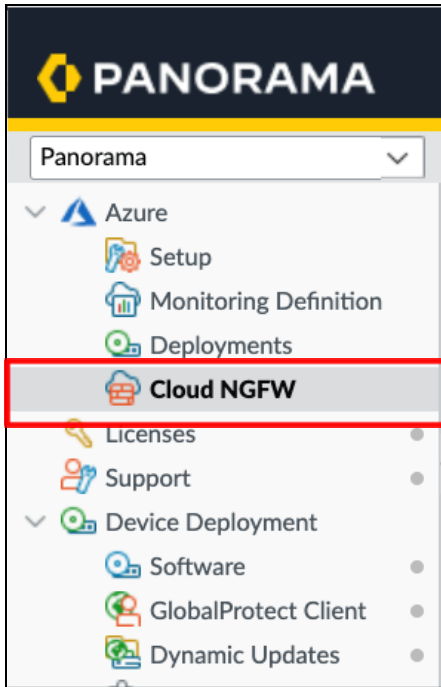 PANORAMA
Panorama
Azure
Setup
Monitoring Definition
Deployments
Cloud NGFW
Licenses
Support
Device Deployment
Software
GlobalProtect Client
Dynamic Updates